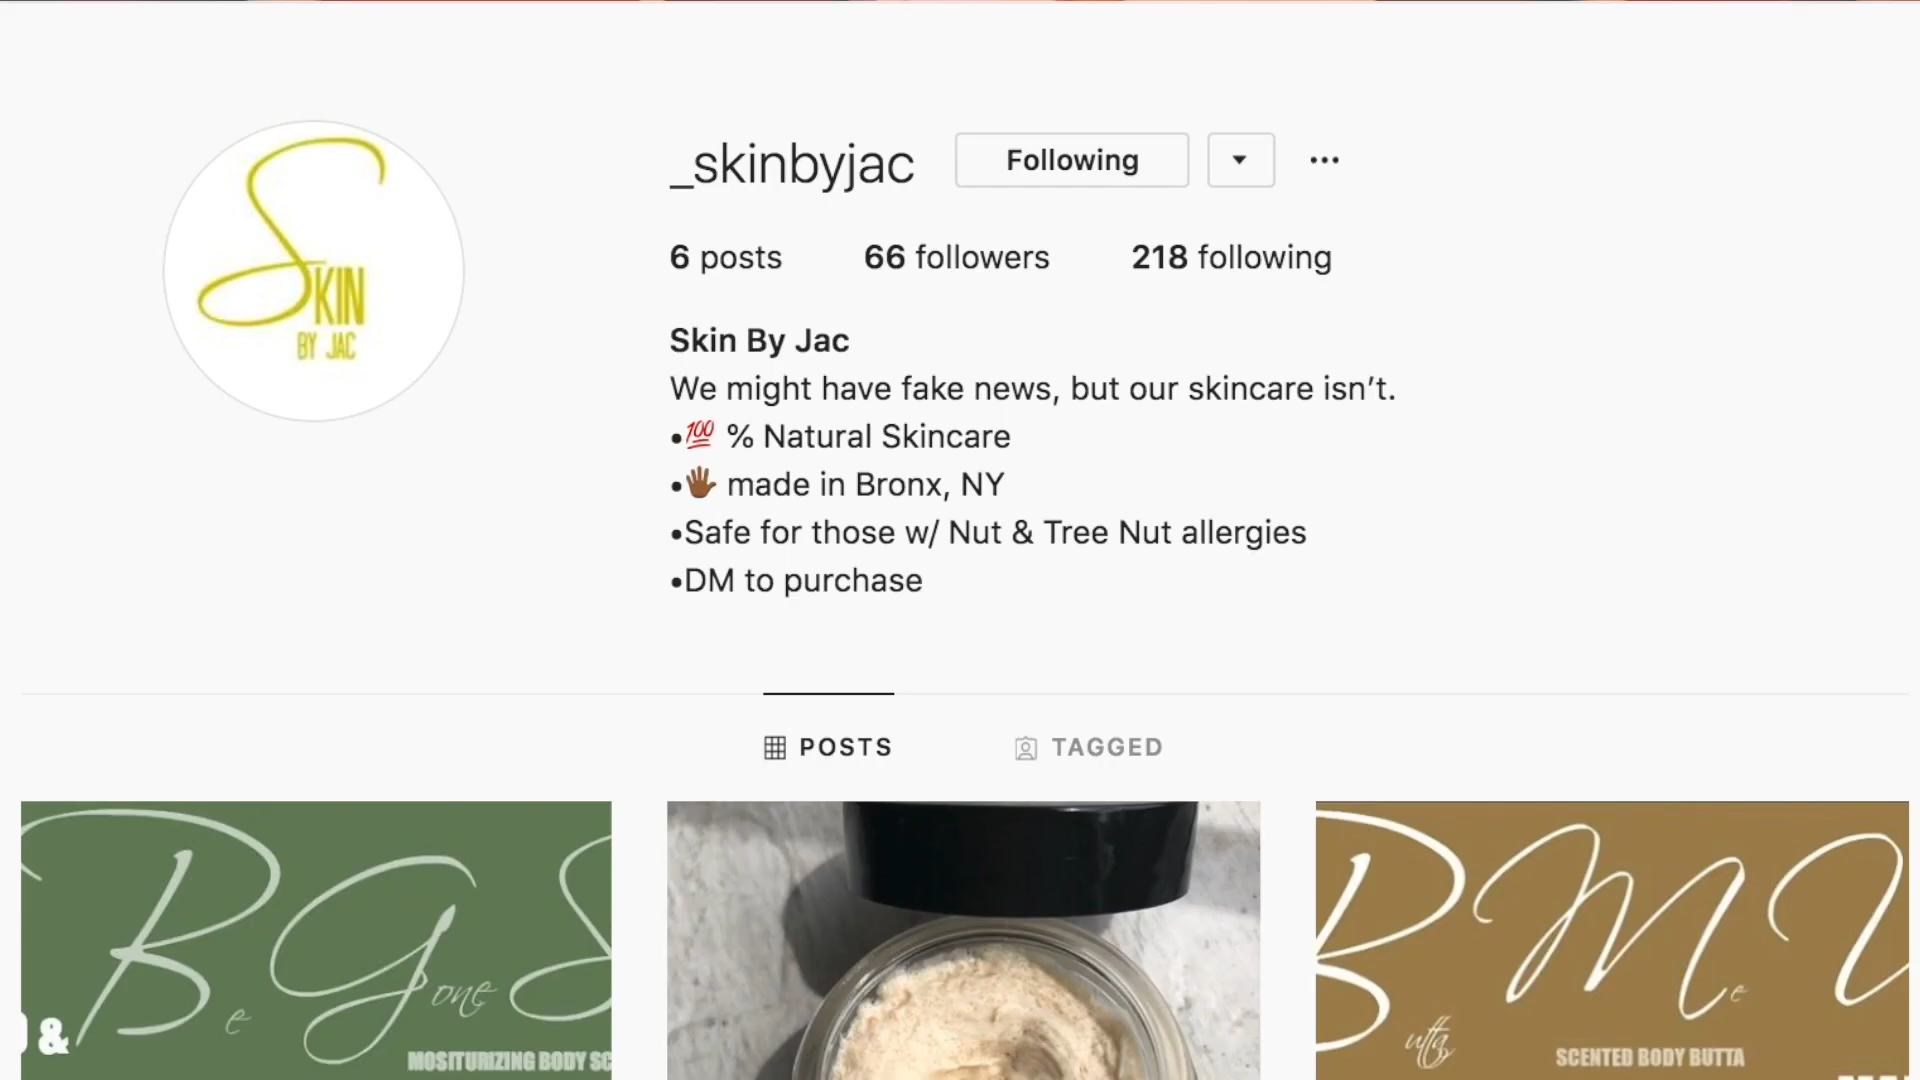 SKIN
BY JAC
_skinbyjac
Following
6 posts
66 followers
218 following
Skin By Jac
We might have fake news, but our skincare isn’t.
•💯 % Natural Skincare
•🖐🏾 made in Bronx, NY
•Safe for those w/ Nut & Tree Nut allergies
•DM to purchase
POSTS
TAGGED
Be Gone S
&
MOSITURIZING BODY SC
Butta Me
SCENTED BODY BUTTA